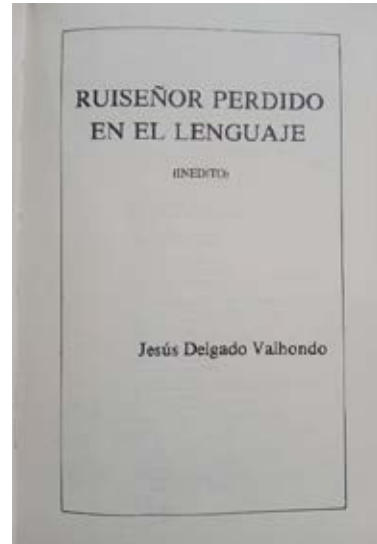 RUISEÑOR PERDIDO
EN EL LENGUAJE
(INEDITO)
Jesús Delgado Valhondo